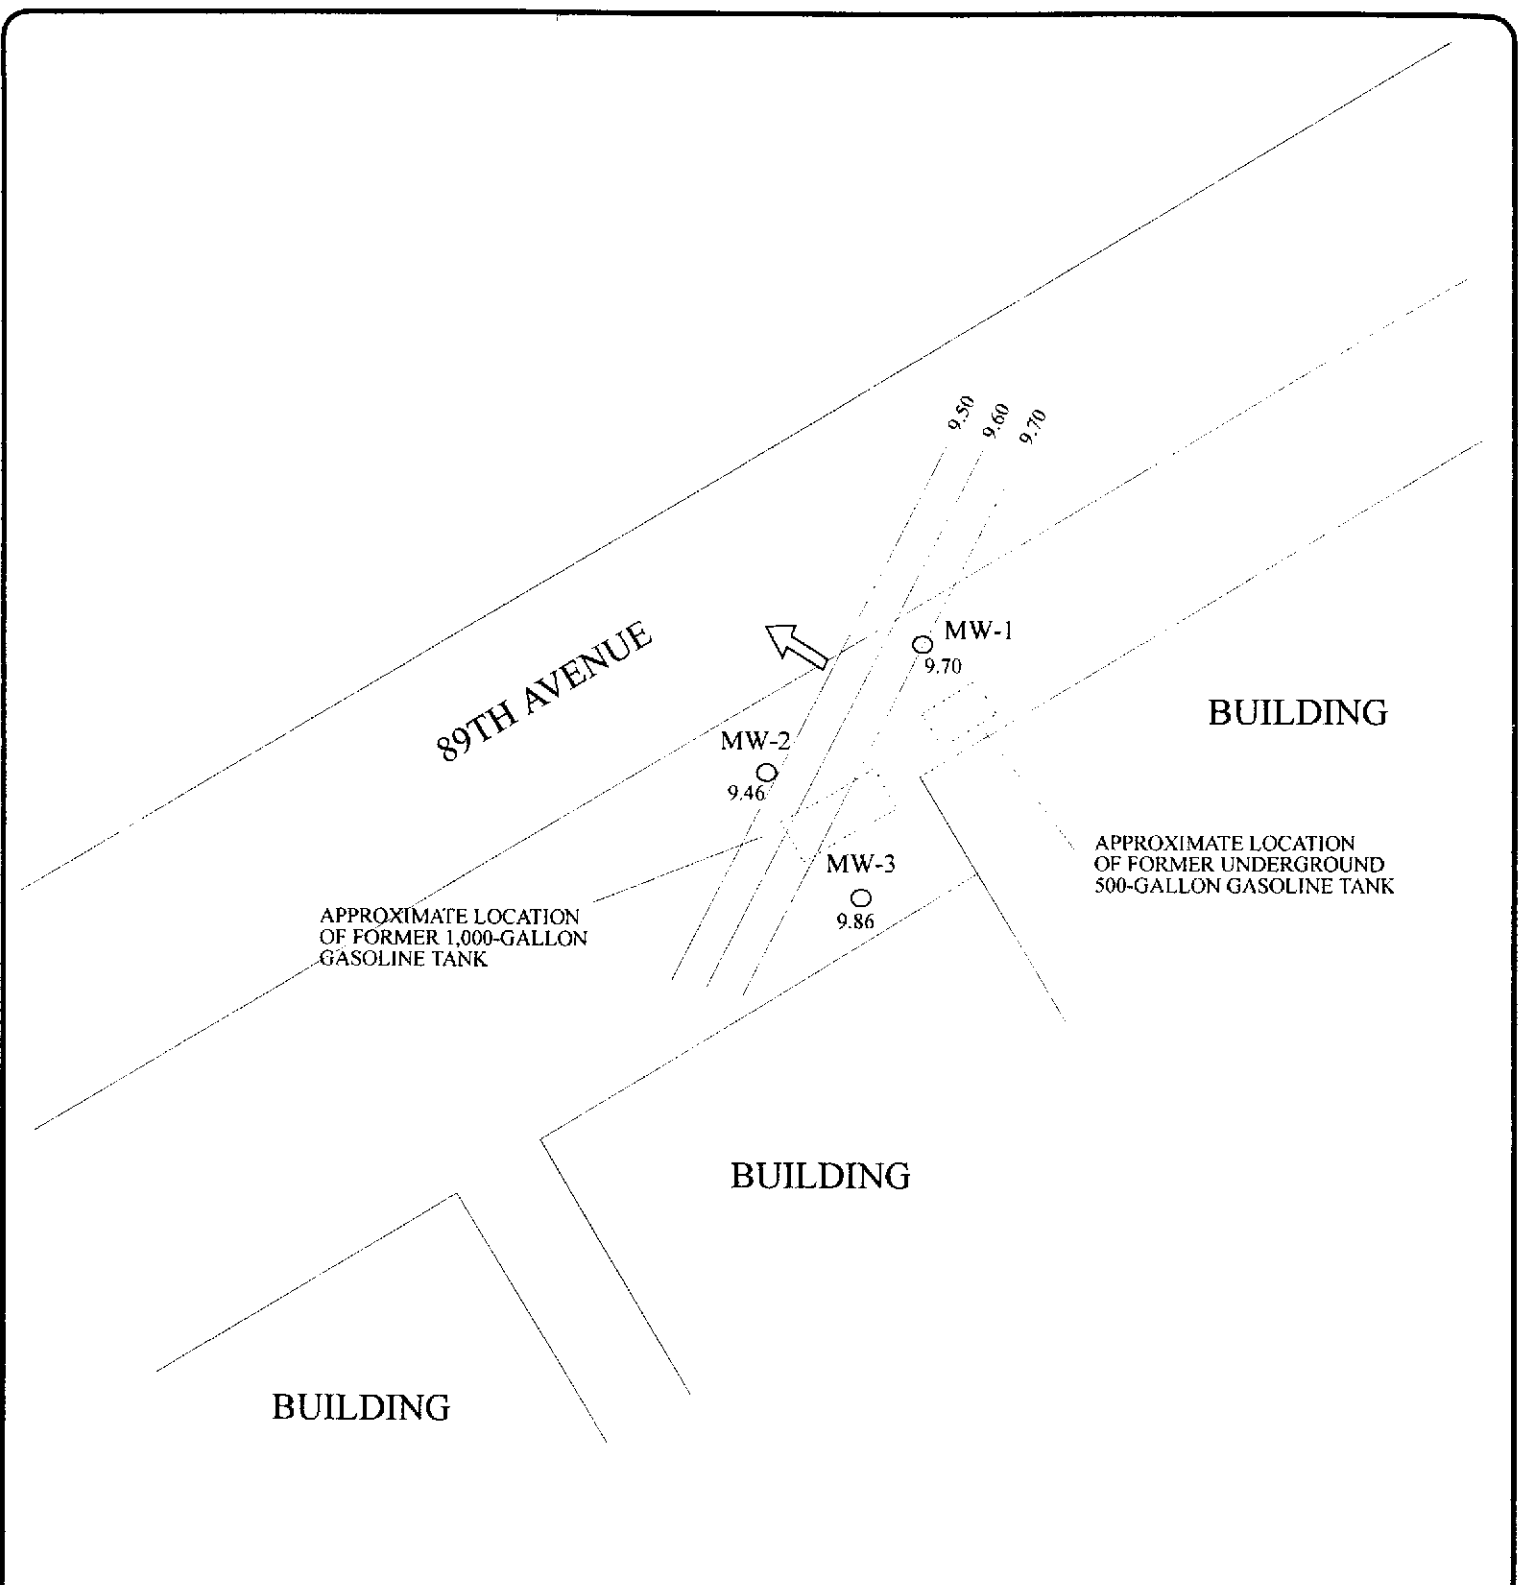 9.50
9.60
9.70
89TH AVENUE
MW-1
9.70
BUILDING
MW-2
9.46
APPROXIMATE LOCATION
OF FORMER UNDERGROUND
500-GALLON GASOLINE TANK
MW-3
9.86
APPROXIMATE LOCATION
OF FORMER 1,000-GALLON
GASOLINE TANK
BUILDING
BUILDING